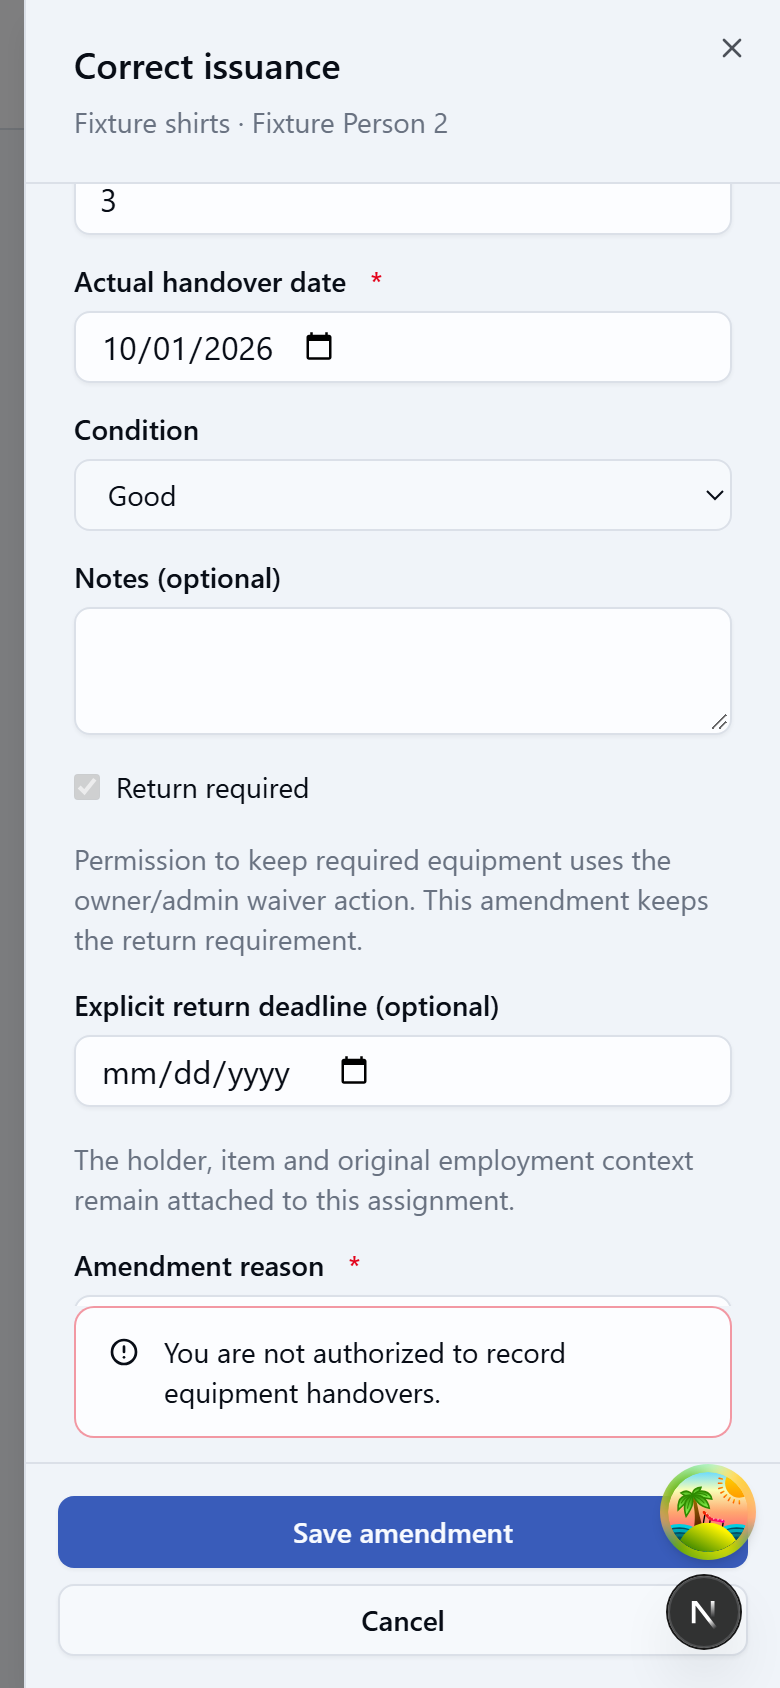 Correct issuance
Fixture shirts · Fixture Person 2
3
Actual handover date *
10/01/2026
Condition
Good
Notes (optional)
Return required
Permission to keep required equipment uses the
owner/admin waiver action. This amendment keeps
the return requirement.
Explicit return deadline (optional)
mm/dd/yyyy
The holder, item and original employment context
remain attached to this assignment.
Amendment reason *
You are not authorized to record
equipment handovers.
Save amendment
Cancel
N